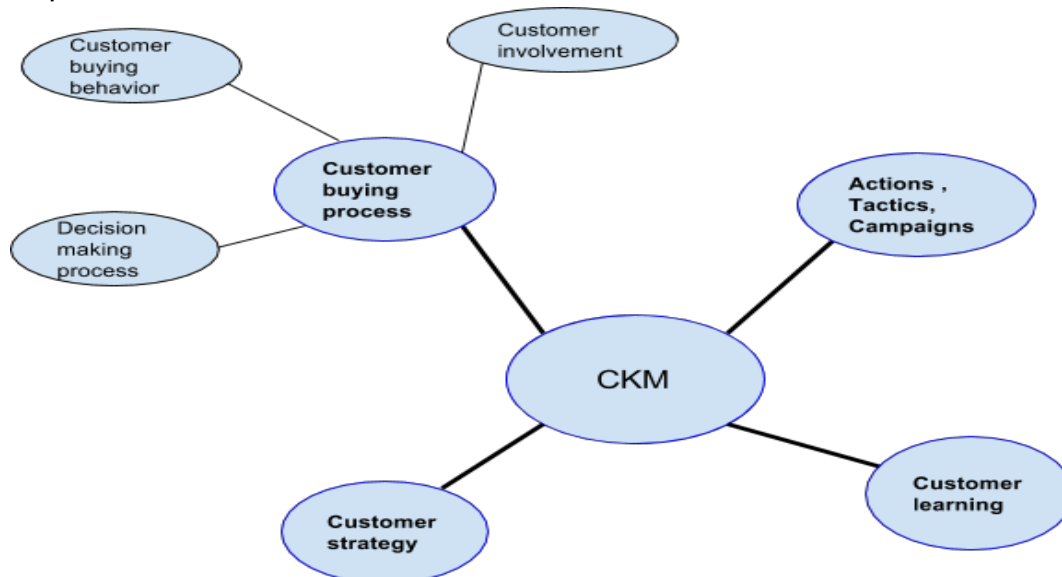 Customer
buying
behavior
Customer
involvement
Customer
buying
process
Actions ,
Tactics,
Campaigns
Decision
making
process
CKM
Customer
learning
Customer
strategy